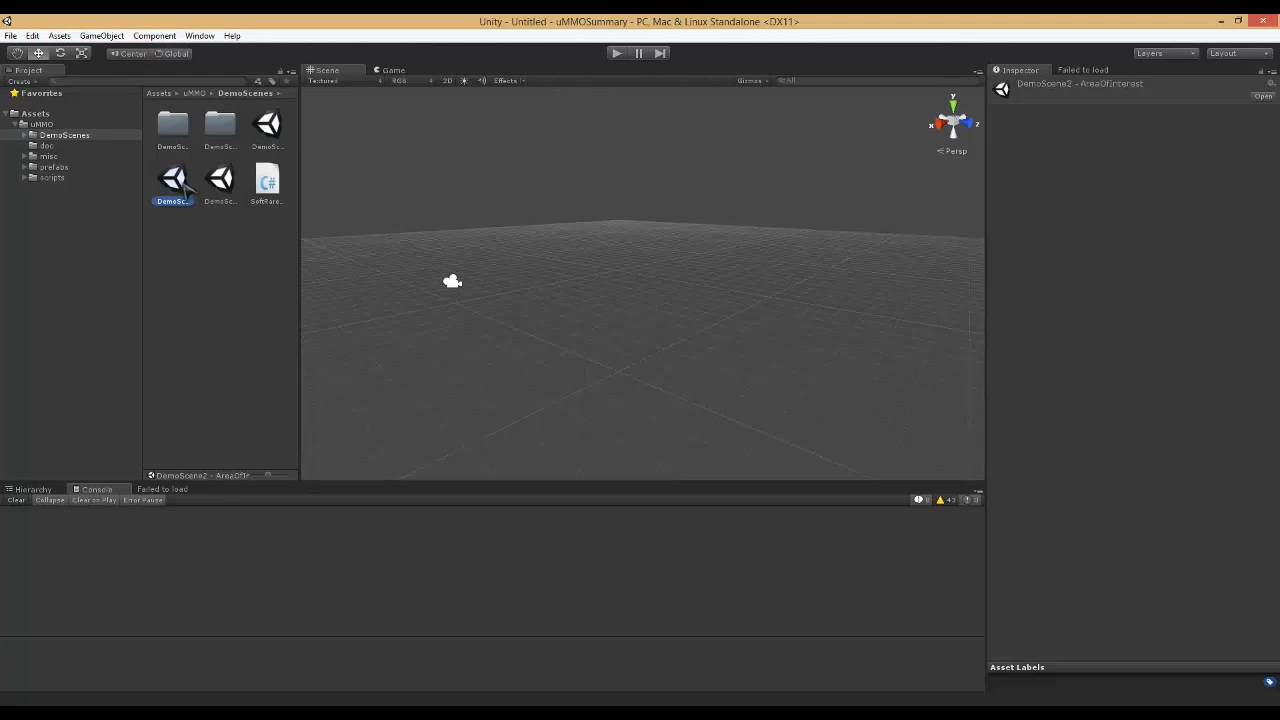 Unity - Untitled - uMMOSummary - PC, Mac & Linux Standalone <DX11>
File Edit Assets GameObject Component Window Help
Center Global
Layers Layout
Project
Create
Favorites
Assets
uMMO
DemoScenes
doc
misc
prefabs
scripts
Assets uMMO DemoScenes
DemoSc... DemoSc... DemoSc...
DemoSc... DemoSc... SoftRare...
DemoScene2 - AreaOfIr
Scene Game
Textures RGB 2D Effects Gizmos All
y
x z
Persp
Inspector Failed to load
DemoScene2 - AreaOfInterest
Open
Hierarchy Console Failed to load
Clear Collapse Clear on Play Error Pause
43
Asset Labels